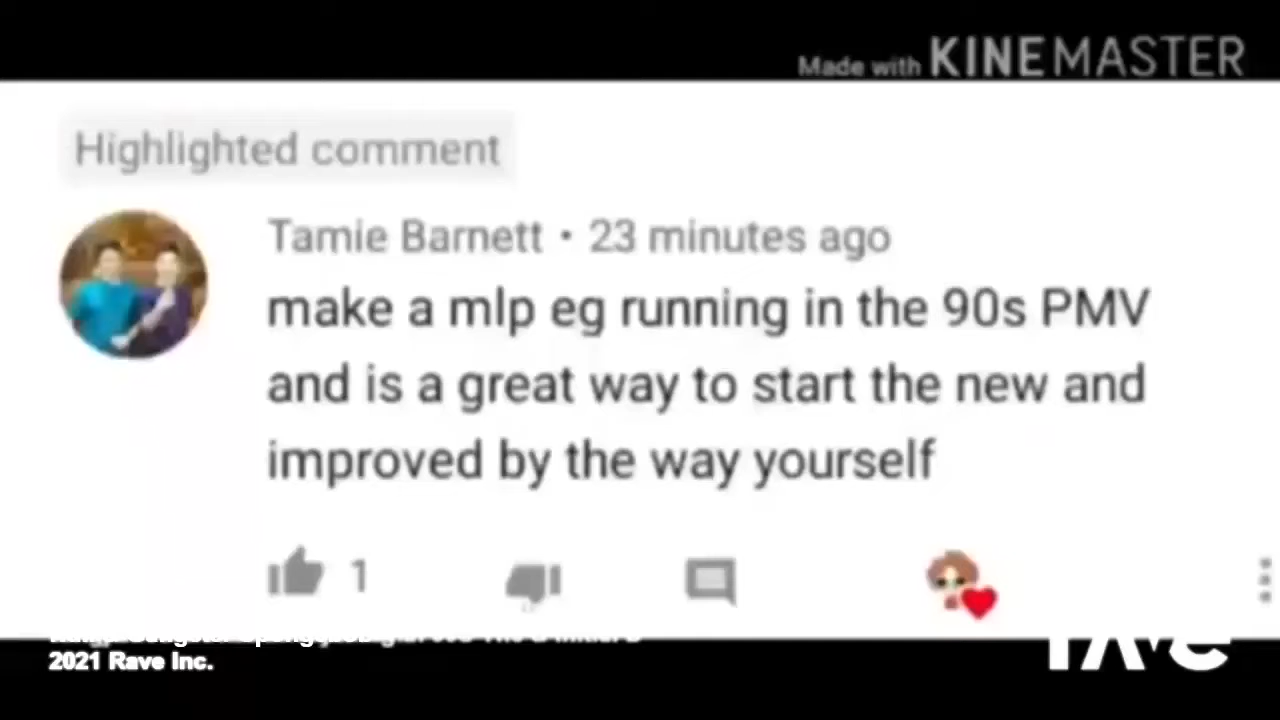 Made with KINEMASTER
Highlighted comment
Tamie Barnett • 23 minutes ago
make a mlp eg running in the 90s PMV
and is a great way to start the new and
improved by the way yourself
1
2021 Rave Inc.
rave